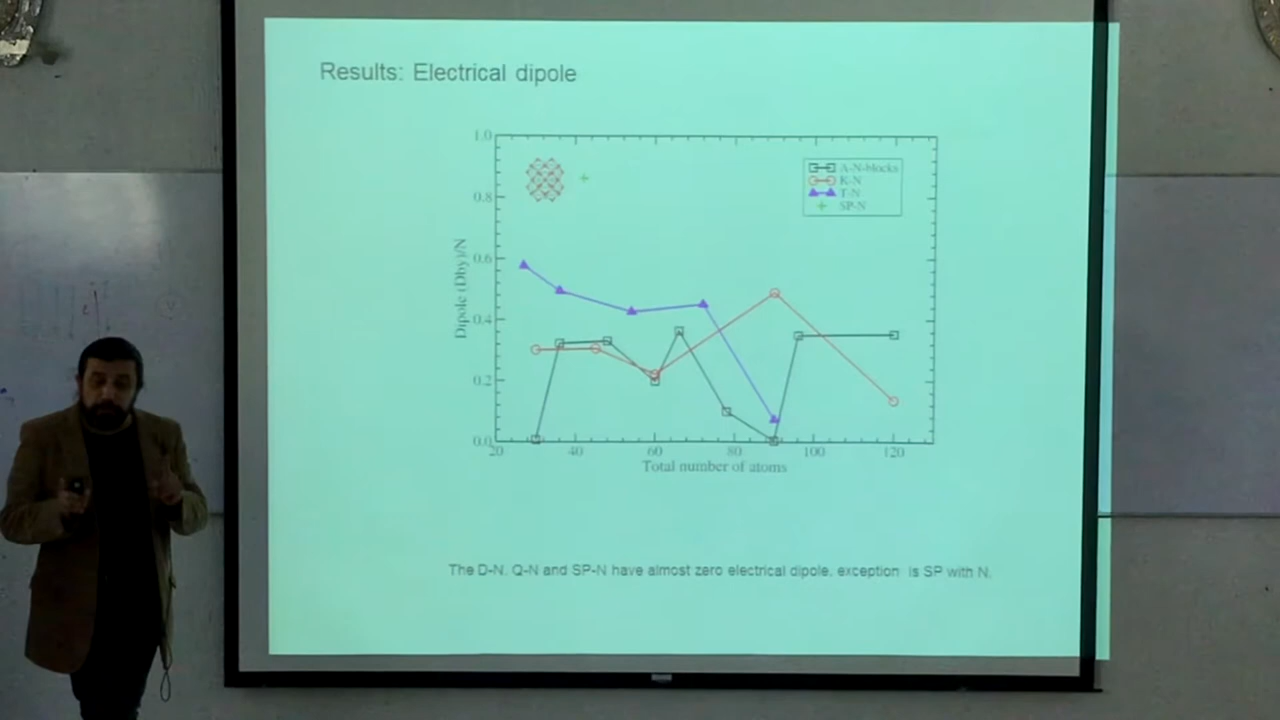 Results: Electrical dipole
1.0
0.8
0.6
0.4
0.2
0.0
Dipole (Dby)/N
A-N-blocks
K-N
T-N
SP-N
20 40 60 80 100 120
Total number of atoms
The D-N, Q-N and SP-N have almost zero electrical dipole, exception is SP with N.